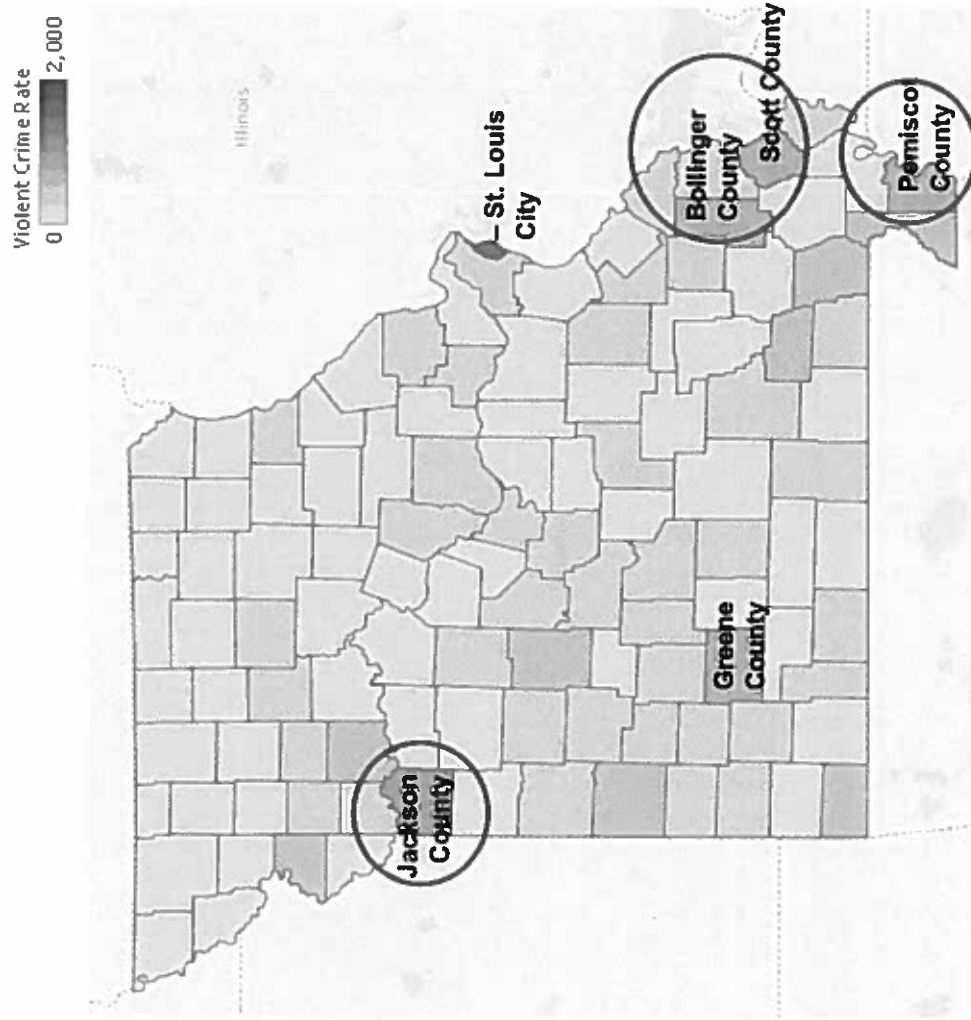 Violent Crime Rate
0 2,000
Illinois
St. Louis
City
Bollinger
County
Scott County
Pemiscot
County
Greene
County
Jackson
County